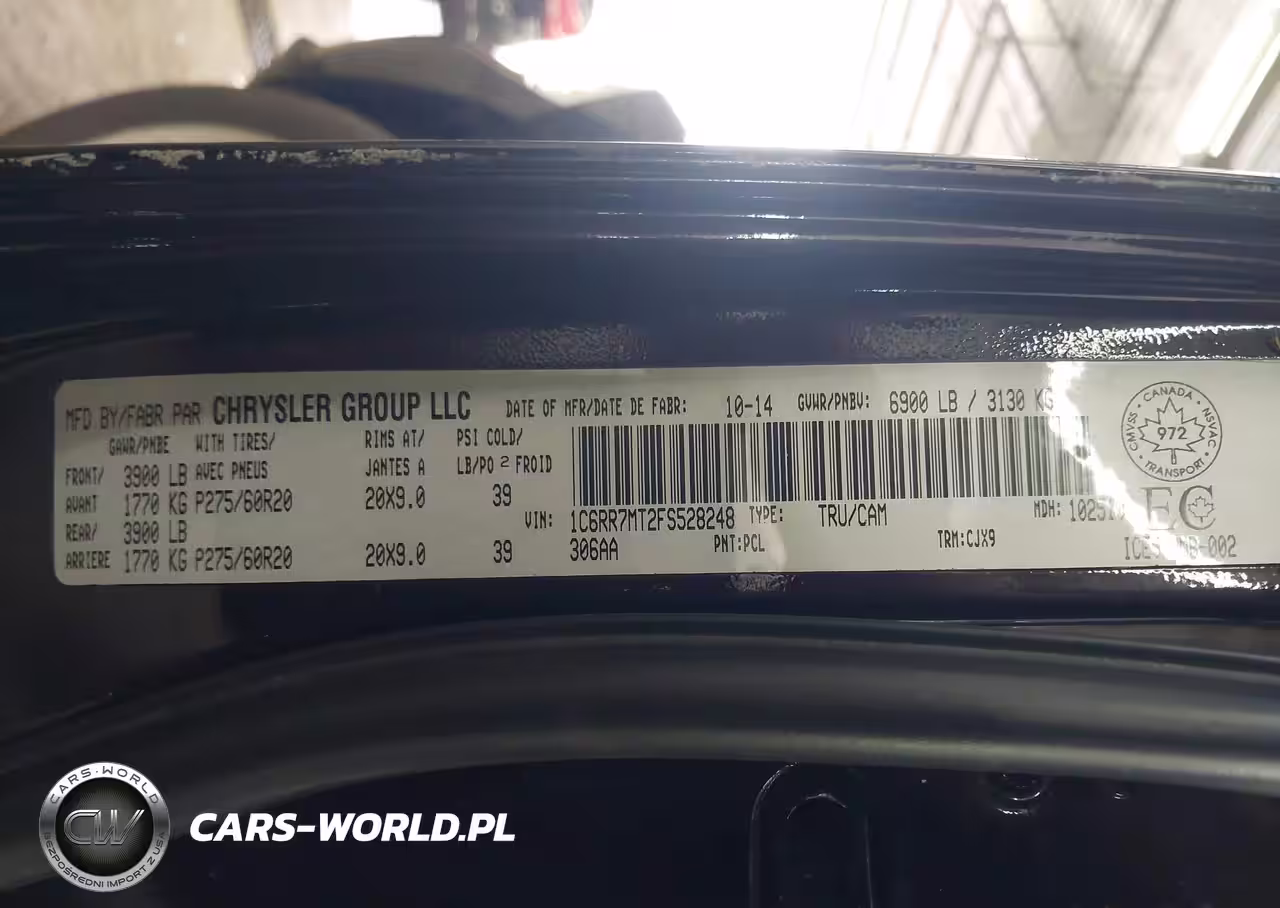 MFD BY/FABR PAR CHRYSLER GROUP LLC DATE OF MFR/DATE DE FABR: 10-14 GVWR/PNBV: 6900 LB / 3130 KG
GAWR/PNBE WITH TIRES/ RIMS AT/ PSI COLD/
FRONT/ 3900 LB AVEC PNEUS JANTES A LB/PO 2 FROID
AVANT 1770 KG P275/60R20 20X9.0 39
REAR/ 3900 LB
ARRIERE 1770 KG P275/60R20 20X9.0 39
VIN: 1C6RR7MT2FS528248 TYPE: TRU/CAM MDH:
306AA PNT:PCL TRM:CJX9
CANADA
CMVSS NSVAC
972
TRANSPORT
EC
CARS-WORLD
CW
BEZPOŚREDNI IMPORT Z USA
CARS-WORLD.PL